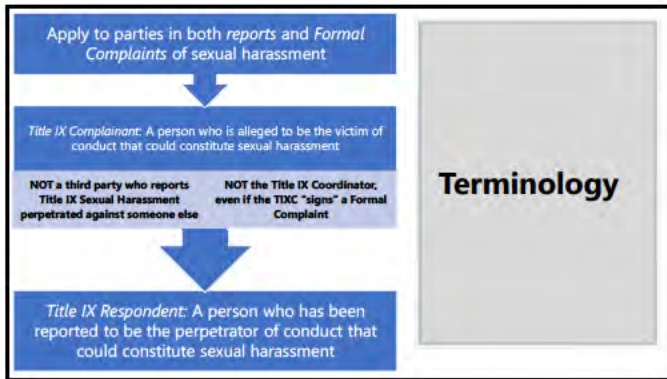 Apply to parties in both reports and Formal
Complaints of sexual harassment
Title IX Complainant: A person who is alleged to be the victim of
conduct that could constitute sexual harassment
NOT a third party who reports
Title IX Sexual Harassment
perpetrated against someone else
NOT the Title IX Coordinator,
even if the TIXC "signs" a Formal
Complaint
Title IX Respondent: A person who has been
reported to be the perpetrator of conduct that
could constitute sexual harassment
Terminology